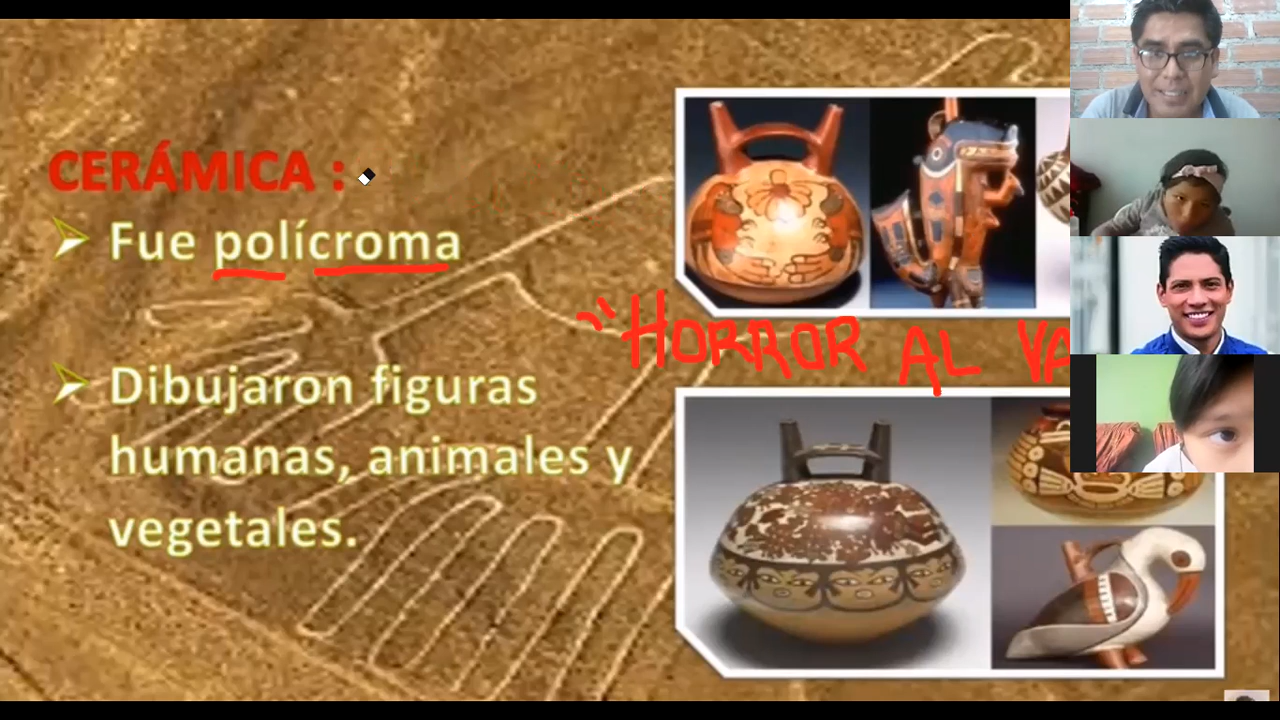 CERÁMICA :
Fue polícroma
"HORROR AL VA
Dibujaron figuras
humanas, animales y
vegetales.